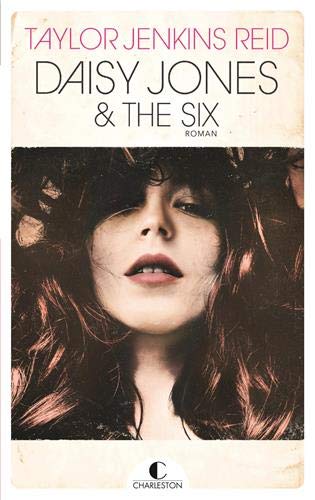 TAYLOR JENKINS REID
DAISY JONES
& THE SIX
ROMAN
C
CHARLESTON